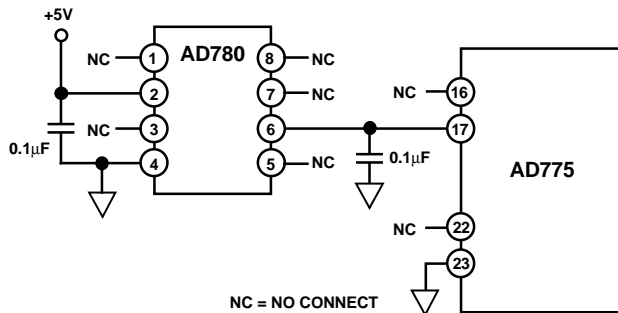 +5V
AD780
NC
1
8
NC
2
7
NC
NC
16
NC
3
6
17
0.1µF
4
5
NC
0.1µF
AD775
NC
22
23
NC = NO CONNECT